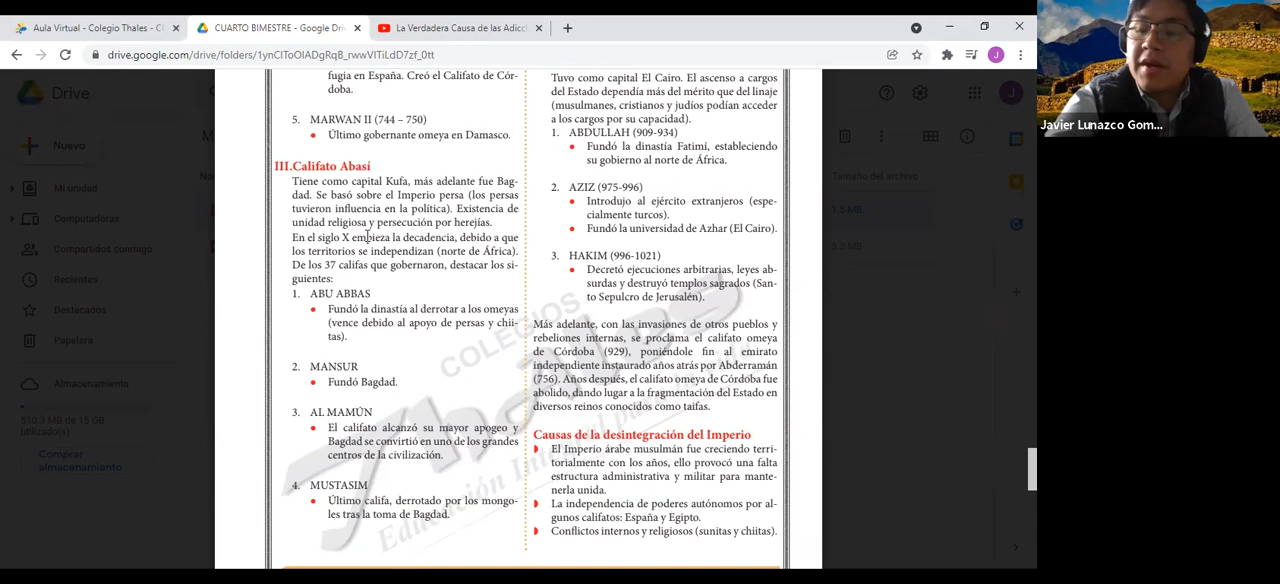 Aula Virtual - Colegio Thales - C
CUARTO BIMESTRE - Google Dri
La Verdadera Causa de las Adicci
drive.google.com/drive/folders/1ynCIToOIADgRqB_rwwVITiLdD7zf_0tt
J
Drive
Nuevo
Mi unidad
Computadoras
Compartidos conmigo
Recientes
Destacados
Papelera
Almacenamiento
510.3 MB de 15 GB
utilizado(s)
Comprar
almacenamiento
fugia en España. Creó el Califato de Cór-
doba.
5. MARWAN II (744 – 750)
Último gobernante omeya en Damasco.
III.Califato Abasí
Tiene como capital Kufa, más adelante fue Bag-
dad. Se basó sobre el Imperio persa (los persas
tuvieron influencia en la política). Existencia de
unidad religiosa y persecución por herejías.
En el siglo X empieza la decadencia, debido a que
los territorios se independizan (norte de África).
De los 37 califas que gobernaron, destacar los si-
guientes:
1. ABU ABBAS
Fundó la dinastía al derrotar a los omeyas
(vence debido al apoyo de persas y chii-
tas).
2. MANSUR
Fundó Bagdad.
3. AL MAMÚN
El califato alcanzó su mayor apogeo y
Bagdad se convirtió en uno de los grandes
centros de la civilización.
4. MUSTASIM
Último califa, derrotado por los mongo-
les tras la toma de Bagdad.
Tuvo como capital El Cairo. El ascenso a cargos
del Estado dependía más del mérito que del linaje
(musulmanes, cristianos y judíos podían acceder
a los cargos por su capacidad).
1. ABDULLAH (909-934)
Fundó la dinastía Fatimí, estableciendo
su gobierno al norte de África.
2. AZIZ (975-996)
Introdujo al ejército extranjeros (espe-
cialmente turcos).
Fundó la universidad de Azhar (El Cairo).
3. HAKIM (996-1021)
Decretó ejecuciones arbitrarias, leyes ab-
surdas y destruyó templos sagrados (San-
to Sepulcro de Jerusalén).
Más adelante, con las invasiones de otros pueblos y
rebeliones internas, se proclama el califato omeya
de Córdoba (929), poniéndole fin al emirato
independiente instaurado años atrás por Abderramán
(756). Años después, el califato omeya de Córdoba fue
abolido, dando lugar a la fragmentación del Estado en
diversos reinos conocidos como taifas.
Causas de la desintegración del Imperio
El Imperio árabe musulmán fue creciendo terri-
torialmente con los años, ello provocó una falta
estructura administrativa y militar para mante-
nerla unida.
La independencia de poderes autónomos por al-
gunos califatos: España y Egipto.
Conflictos internos y religiosos (sunitas y chiitas).
COLEGIOS
Thales
Tamaño del archivo
1.5 MB
5.2 MB
J
Javier Lunazco Gom...